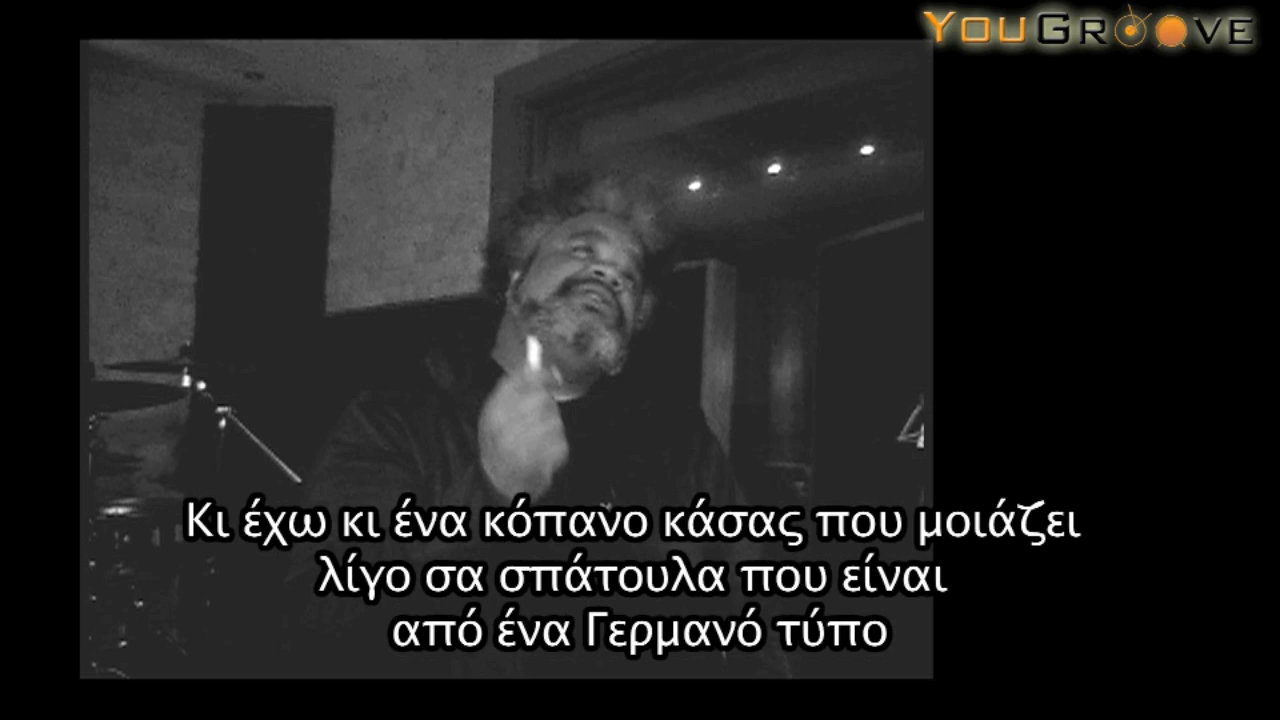 YouGroove
Κι έχω κι ένα κόπανο κάσας που μοιάζει
λίγο σα σπάτουλα που είναι
από ένα Γερμανό τύπο